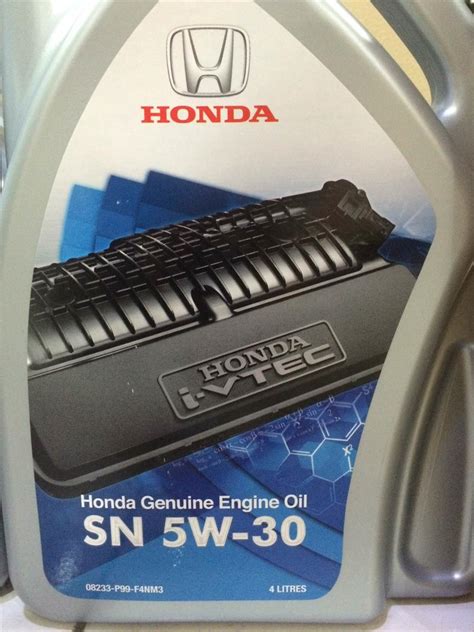 HONDA
HONDA
i-VTEC
Honda Genuine Engine Oil
SN 5W-30
08233-P99-F4NM3
4 LITRES